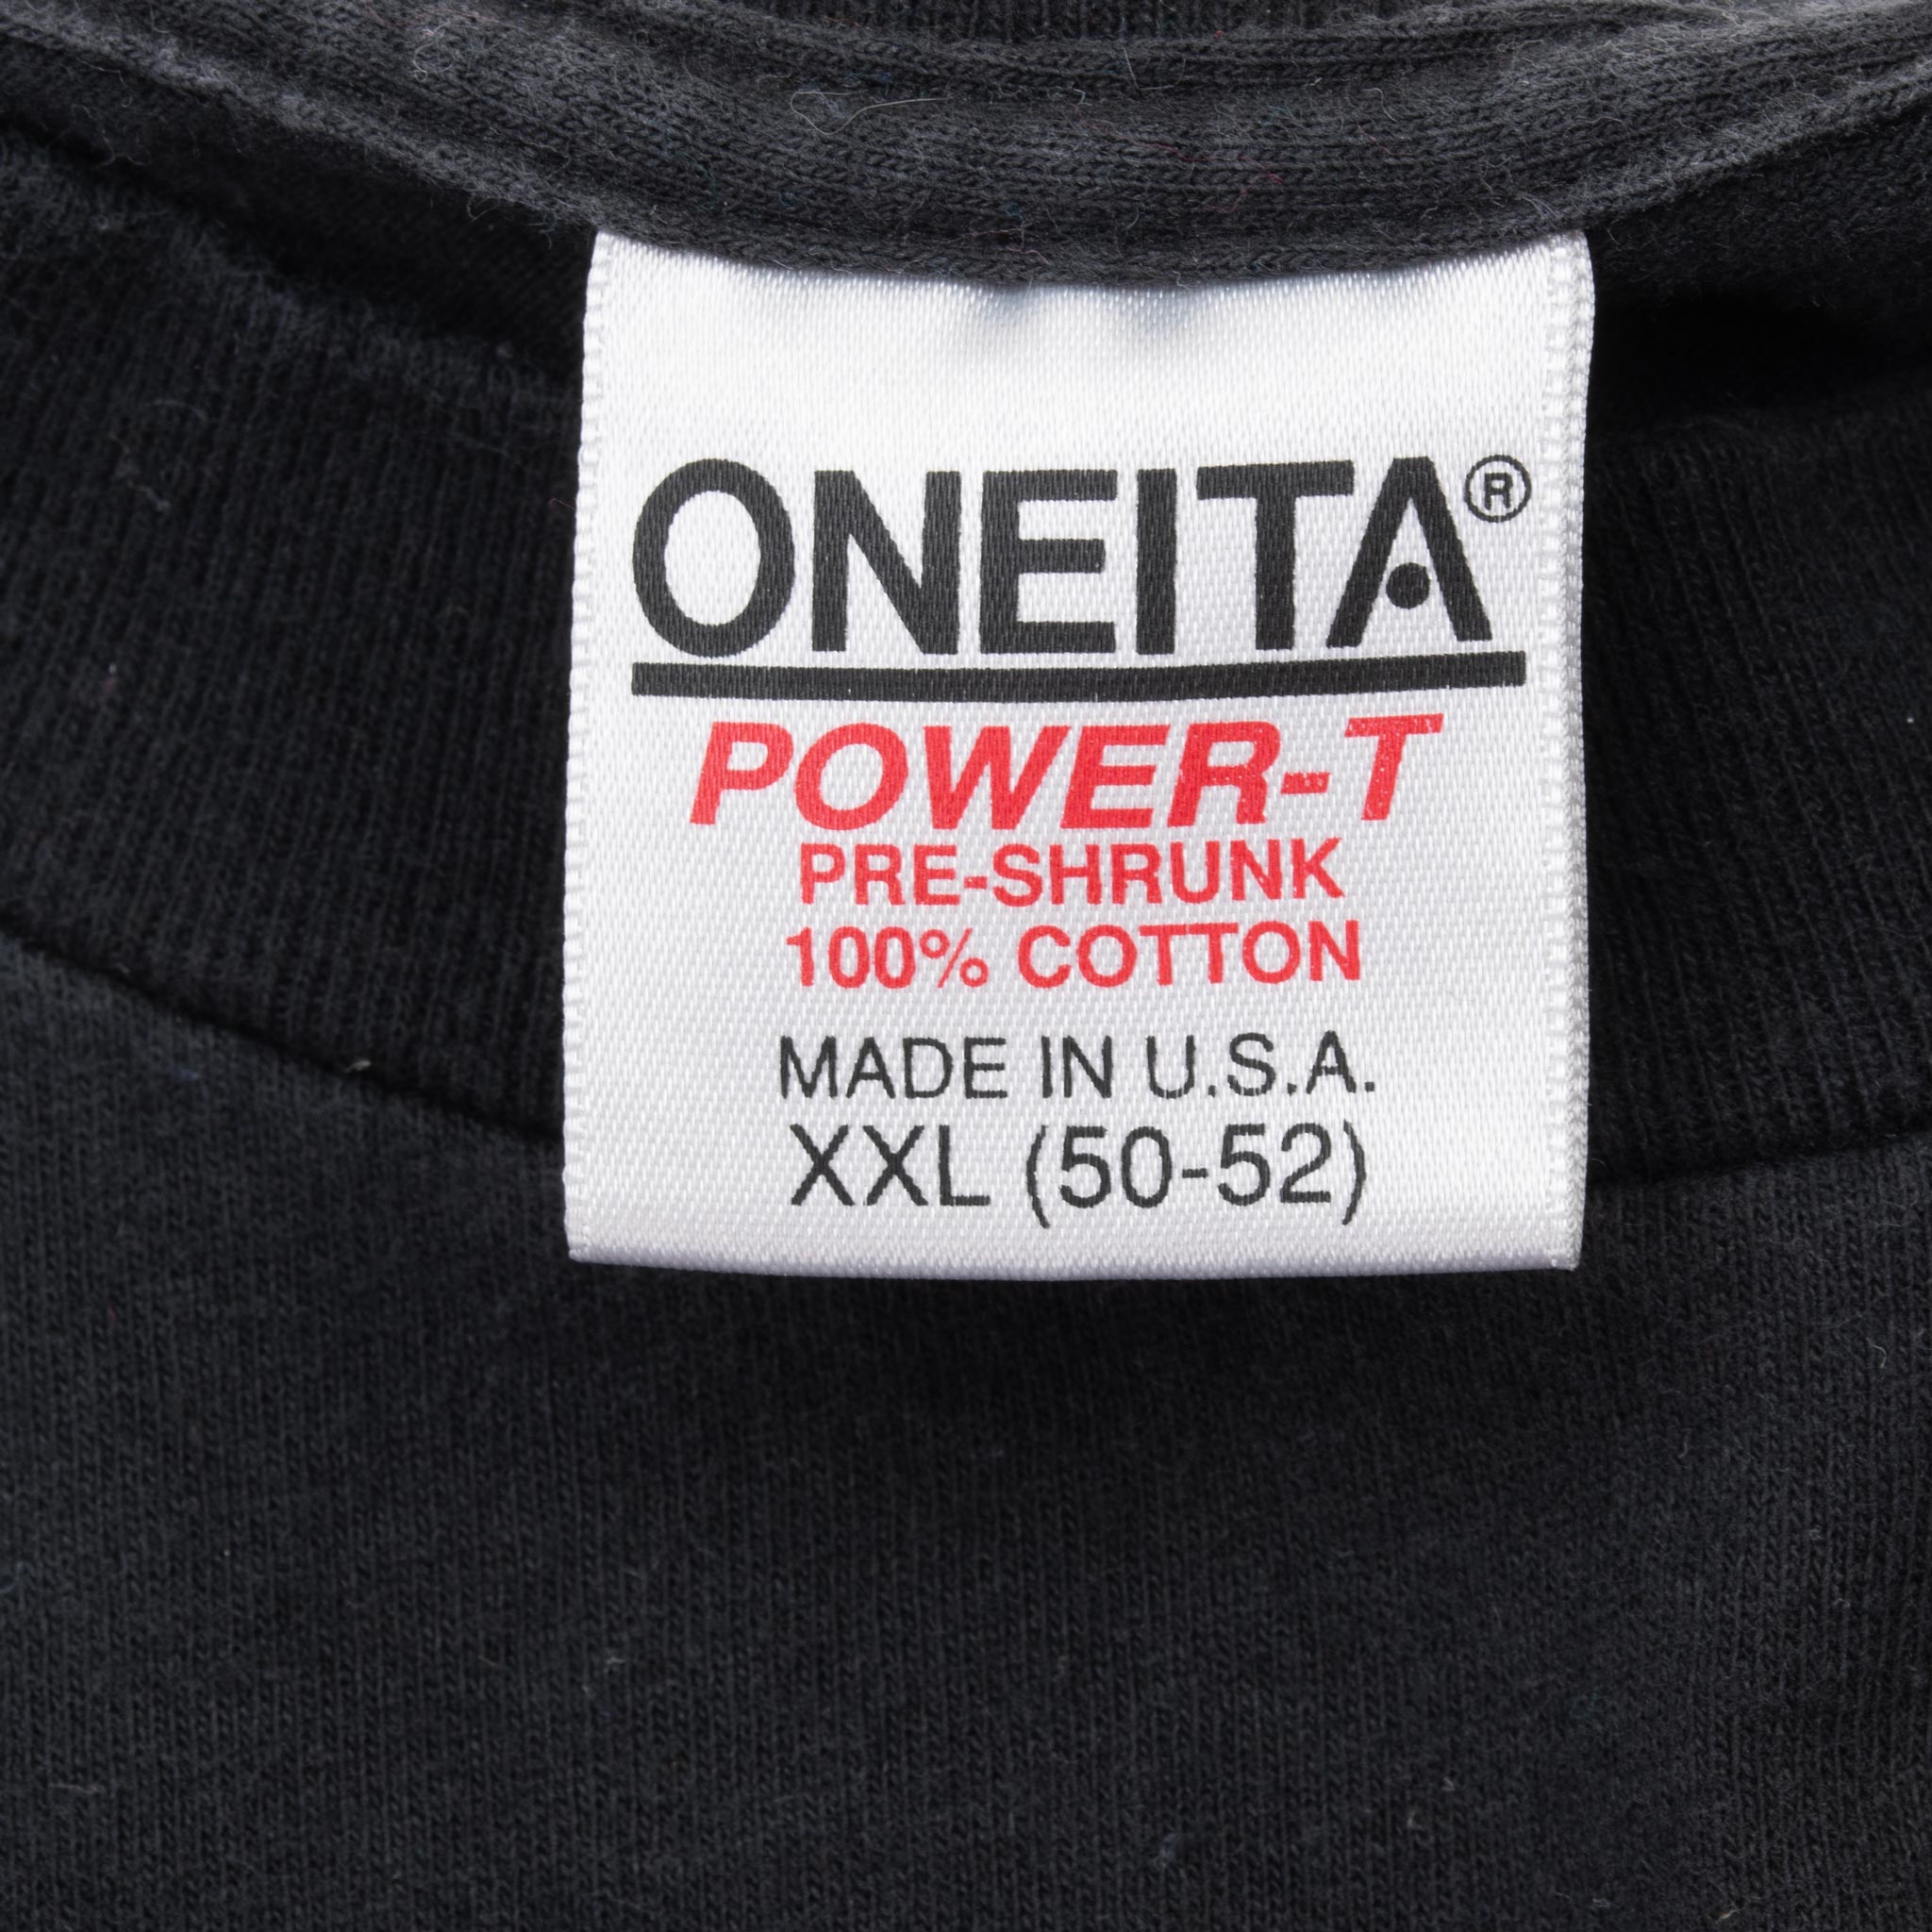 ONEITA®
POWER-T
PRE-SHRUNK
100% COTTON
MADE IN U.S.A.
XXL (50-52)